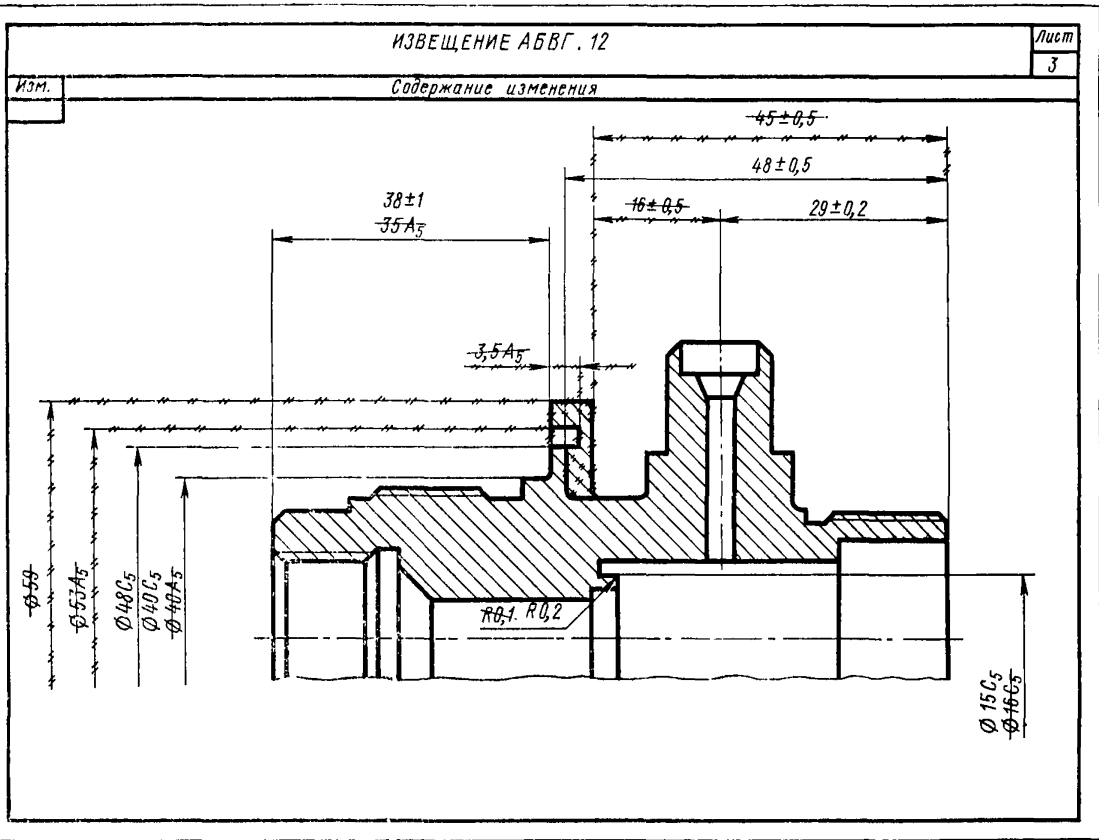 ИЗВЕЩЕНИЕ АБВГ. 12
Лист
3
Изм.
Содержание изменения
45±0,5
48±0,5
38±1
35A5
16±0,5
29±0,2
3,5A5
Ø59
Ø53A5
Ø48C5
Ø40C5
Ø40A5
R0,1. R0,2
Ø15C5
Ø16C5